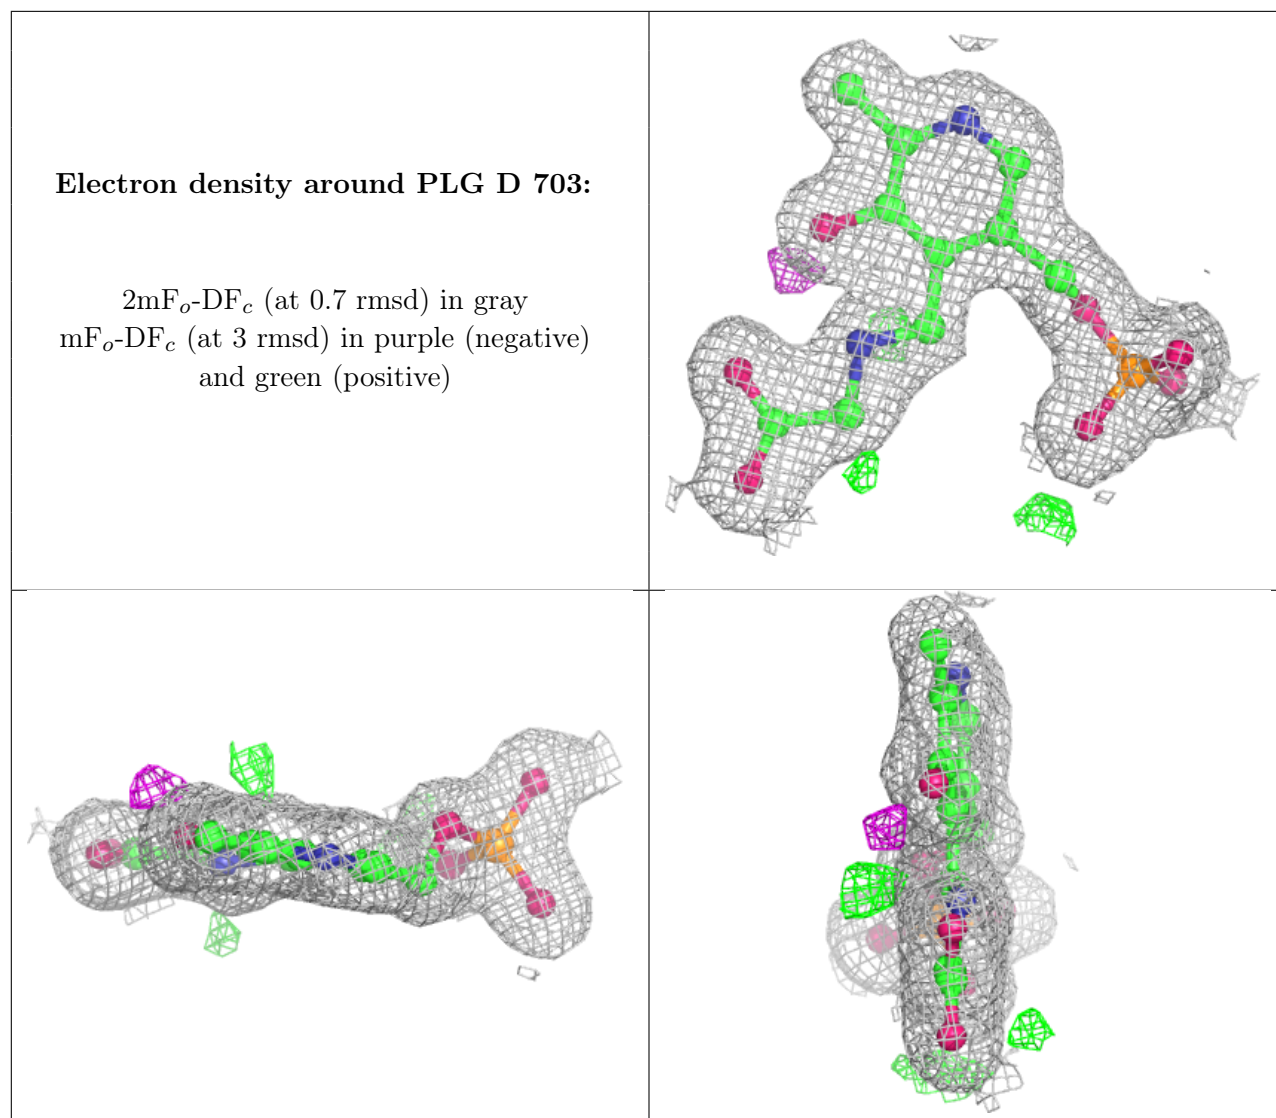 Electron density around PLG D 703:
2mFo-DFc (at 0.7 rmsd) in gray
mFo-DFc (at 3 rmsd) in purple (negative)
and green (positive)